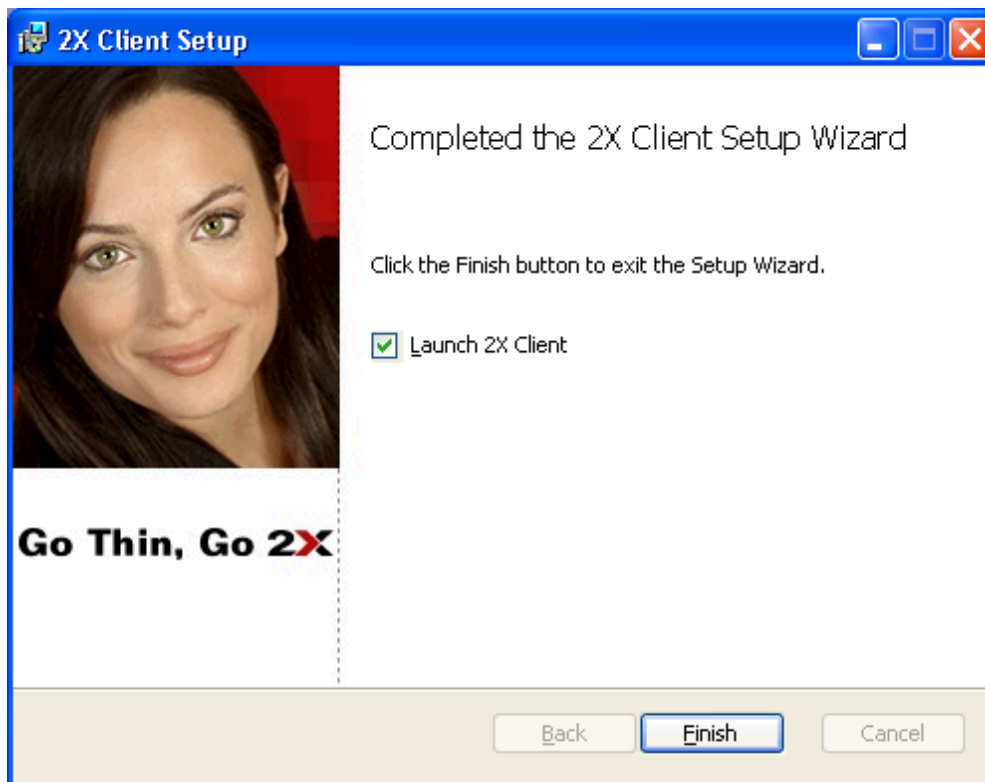 2X Client Setup
Completed the 2X Client Setup Wizard
Click the Finish button to exit the Setup Wizard.
Launch 2X Client
Go Thin, Go 2X
Back Finish Cancel